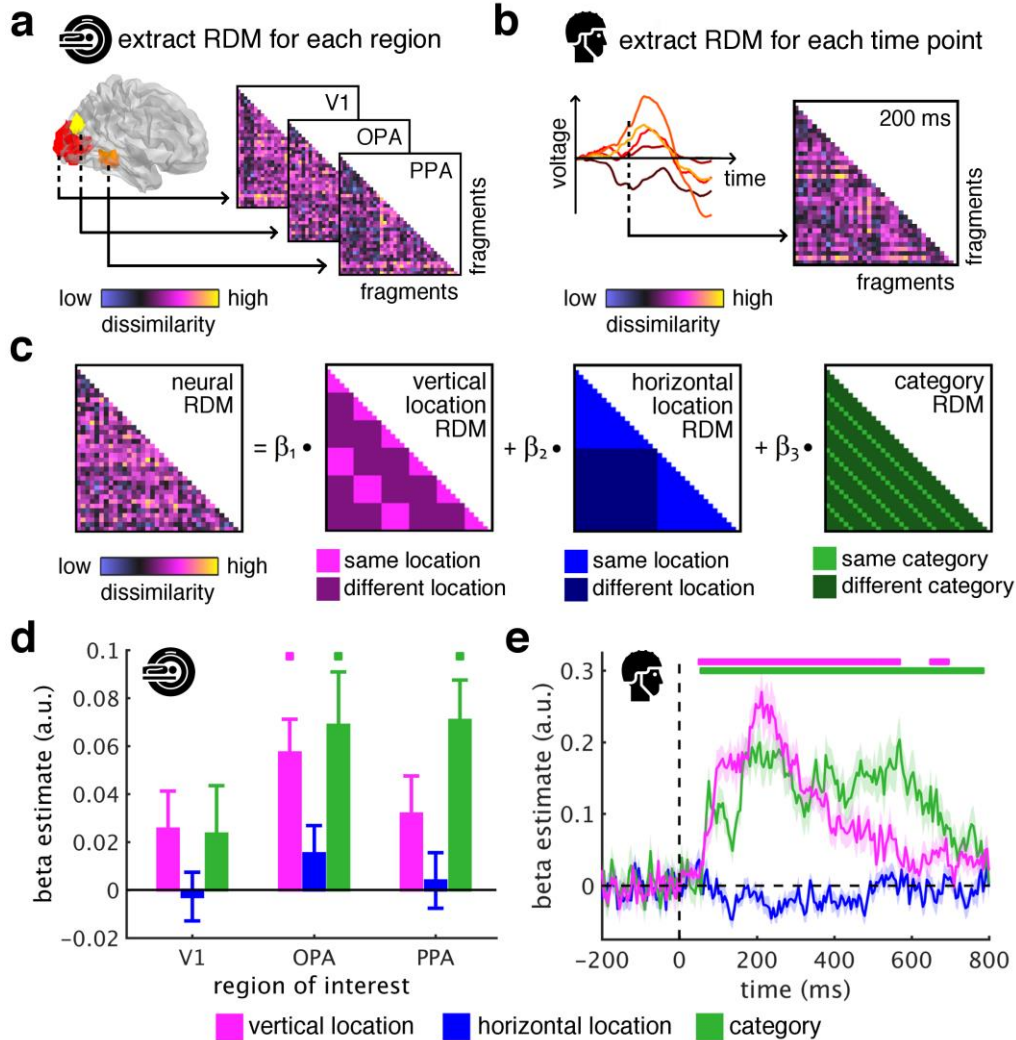 a extract RDM for each region
V1
OPA
PPA
fragments
fragments
low high
dissimilarity
b extract RDM for each time point
voltage
time
200 ms
fragments
fragments
low high
dissimilarity
c
neural
RDM
= β1 •
vertical
location
RDM
+ β2 •
horizontal
location
RDM
+ β3 •
category
RDM
low high
dissimilarity
same location
different location
same location
different location
same category
different category
d
beta estimate (a.u.)
0.1
0.08
0.06
0.04
0.02
0
−0.02
V1 OPA PPA
region of interest
e
beta estimate (a.u.)
0.3
0.2
0.1
0
−200 0 200 400 600 800
time (ms)
vertical location horizontal location category